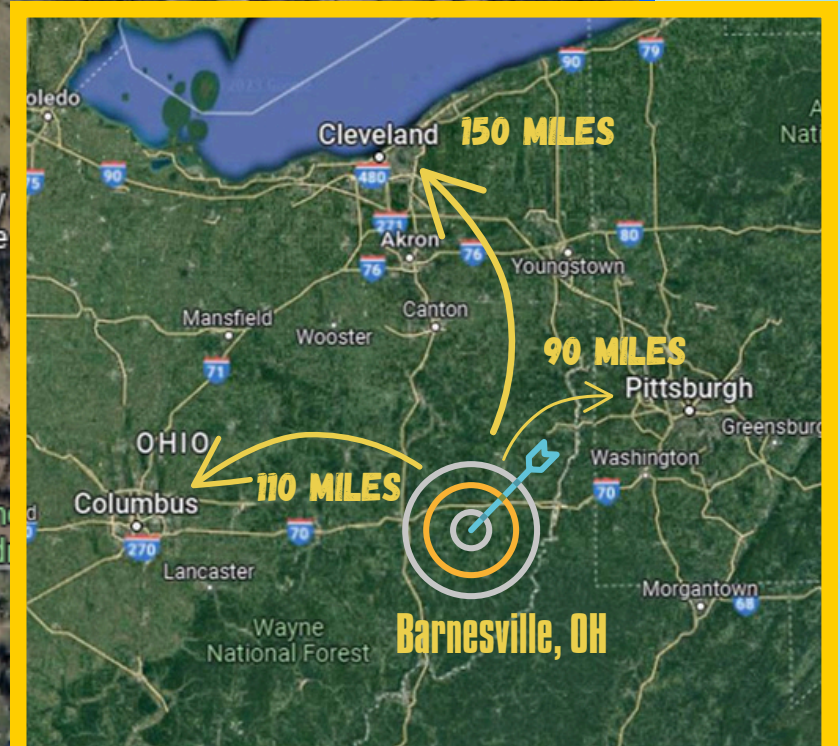 90
79
oledo
Cleveland
150 MILES
90
75
480
271
Akron
76
76
80
Youngstown
Canton
Mansfield
Wooster
71
90 MILES
Pittsburgh
OHIO
Greensburg
110 MILES
Washington
Columbus
70
70
270
Lancaster
Morgantown
68
Barnesville, OH
Wayne
National Forest